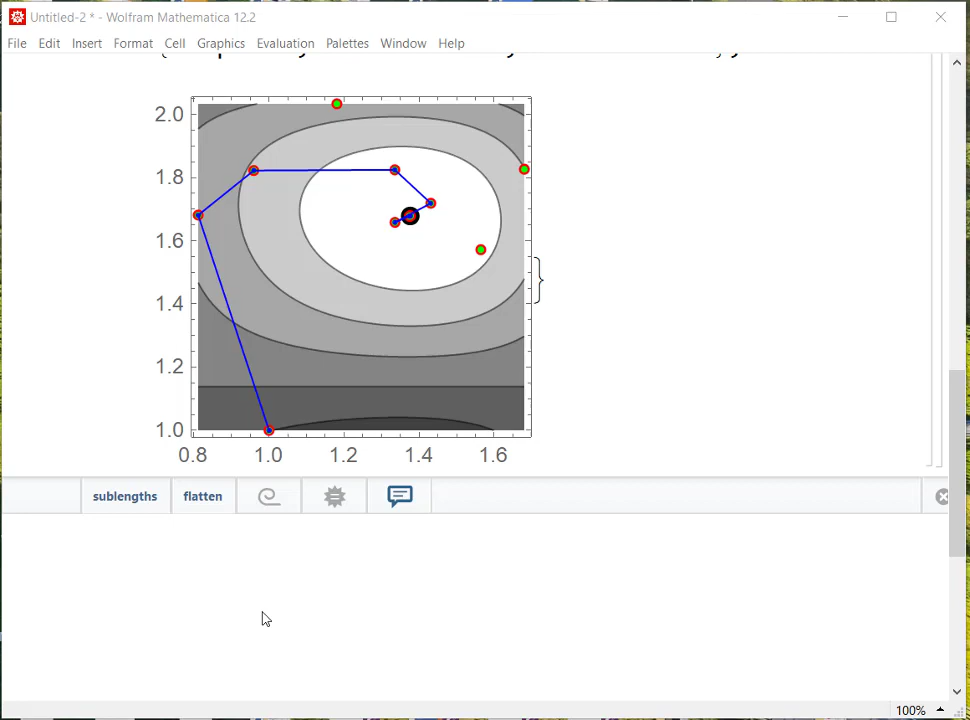 Untitled-2 * - Wolfram Mathematica 12.2
File Edit Insert Format Cell Graphics Evaluation Palettes Window Help
2.0
1.8
1.6
}
1.4
1.2
1.0
0.8 1.0 1.2 1.4 1.6
sublengths flatten
100%